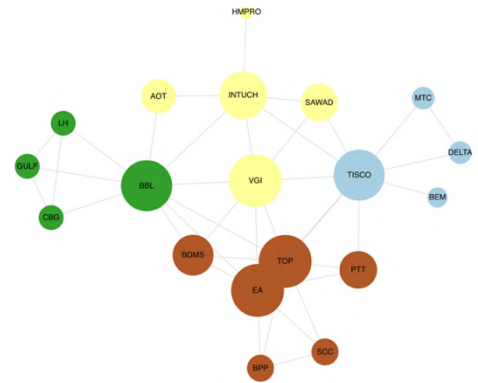 HMPRO
AOT
INTUCH
SAWAD
MTC
LH
DELTA
GULF
BBL
VGI
TISCO
BEM
CBG
BDMS
TOP
PTT
EA
SCC
BPP